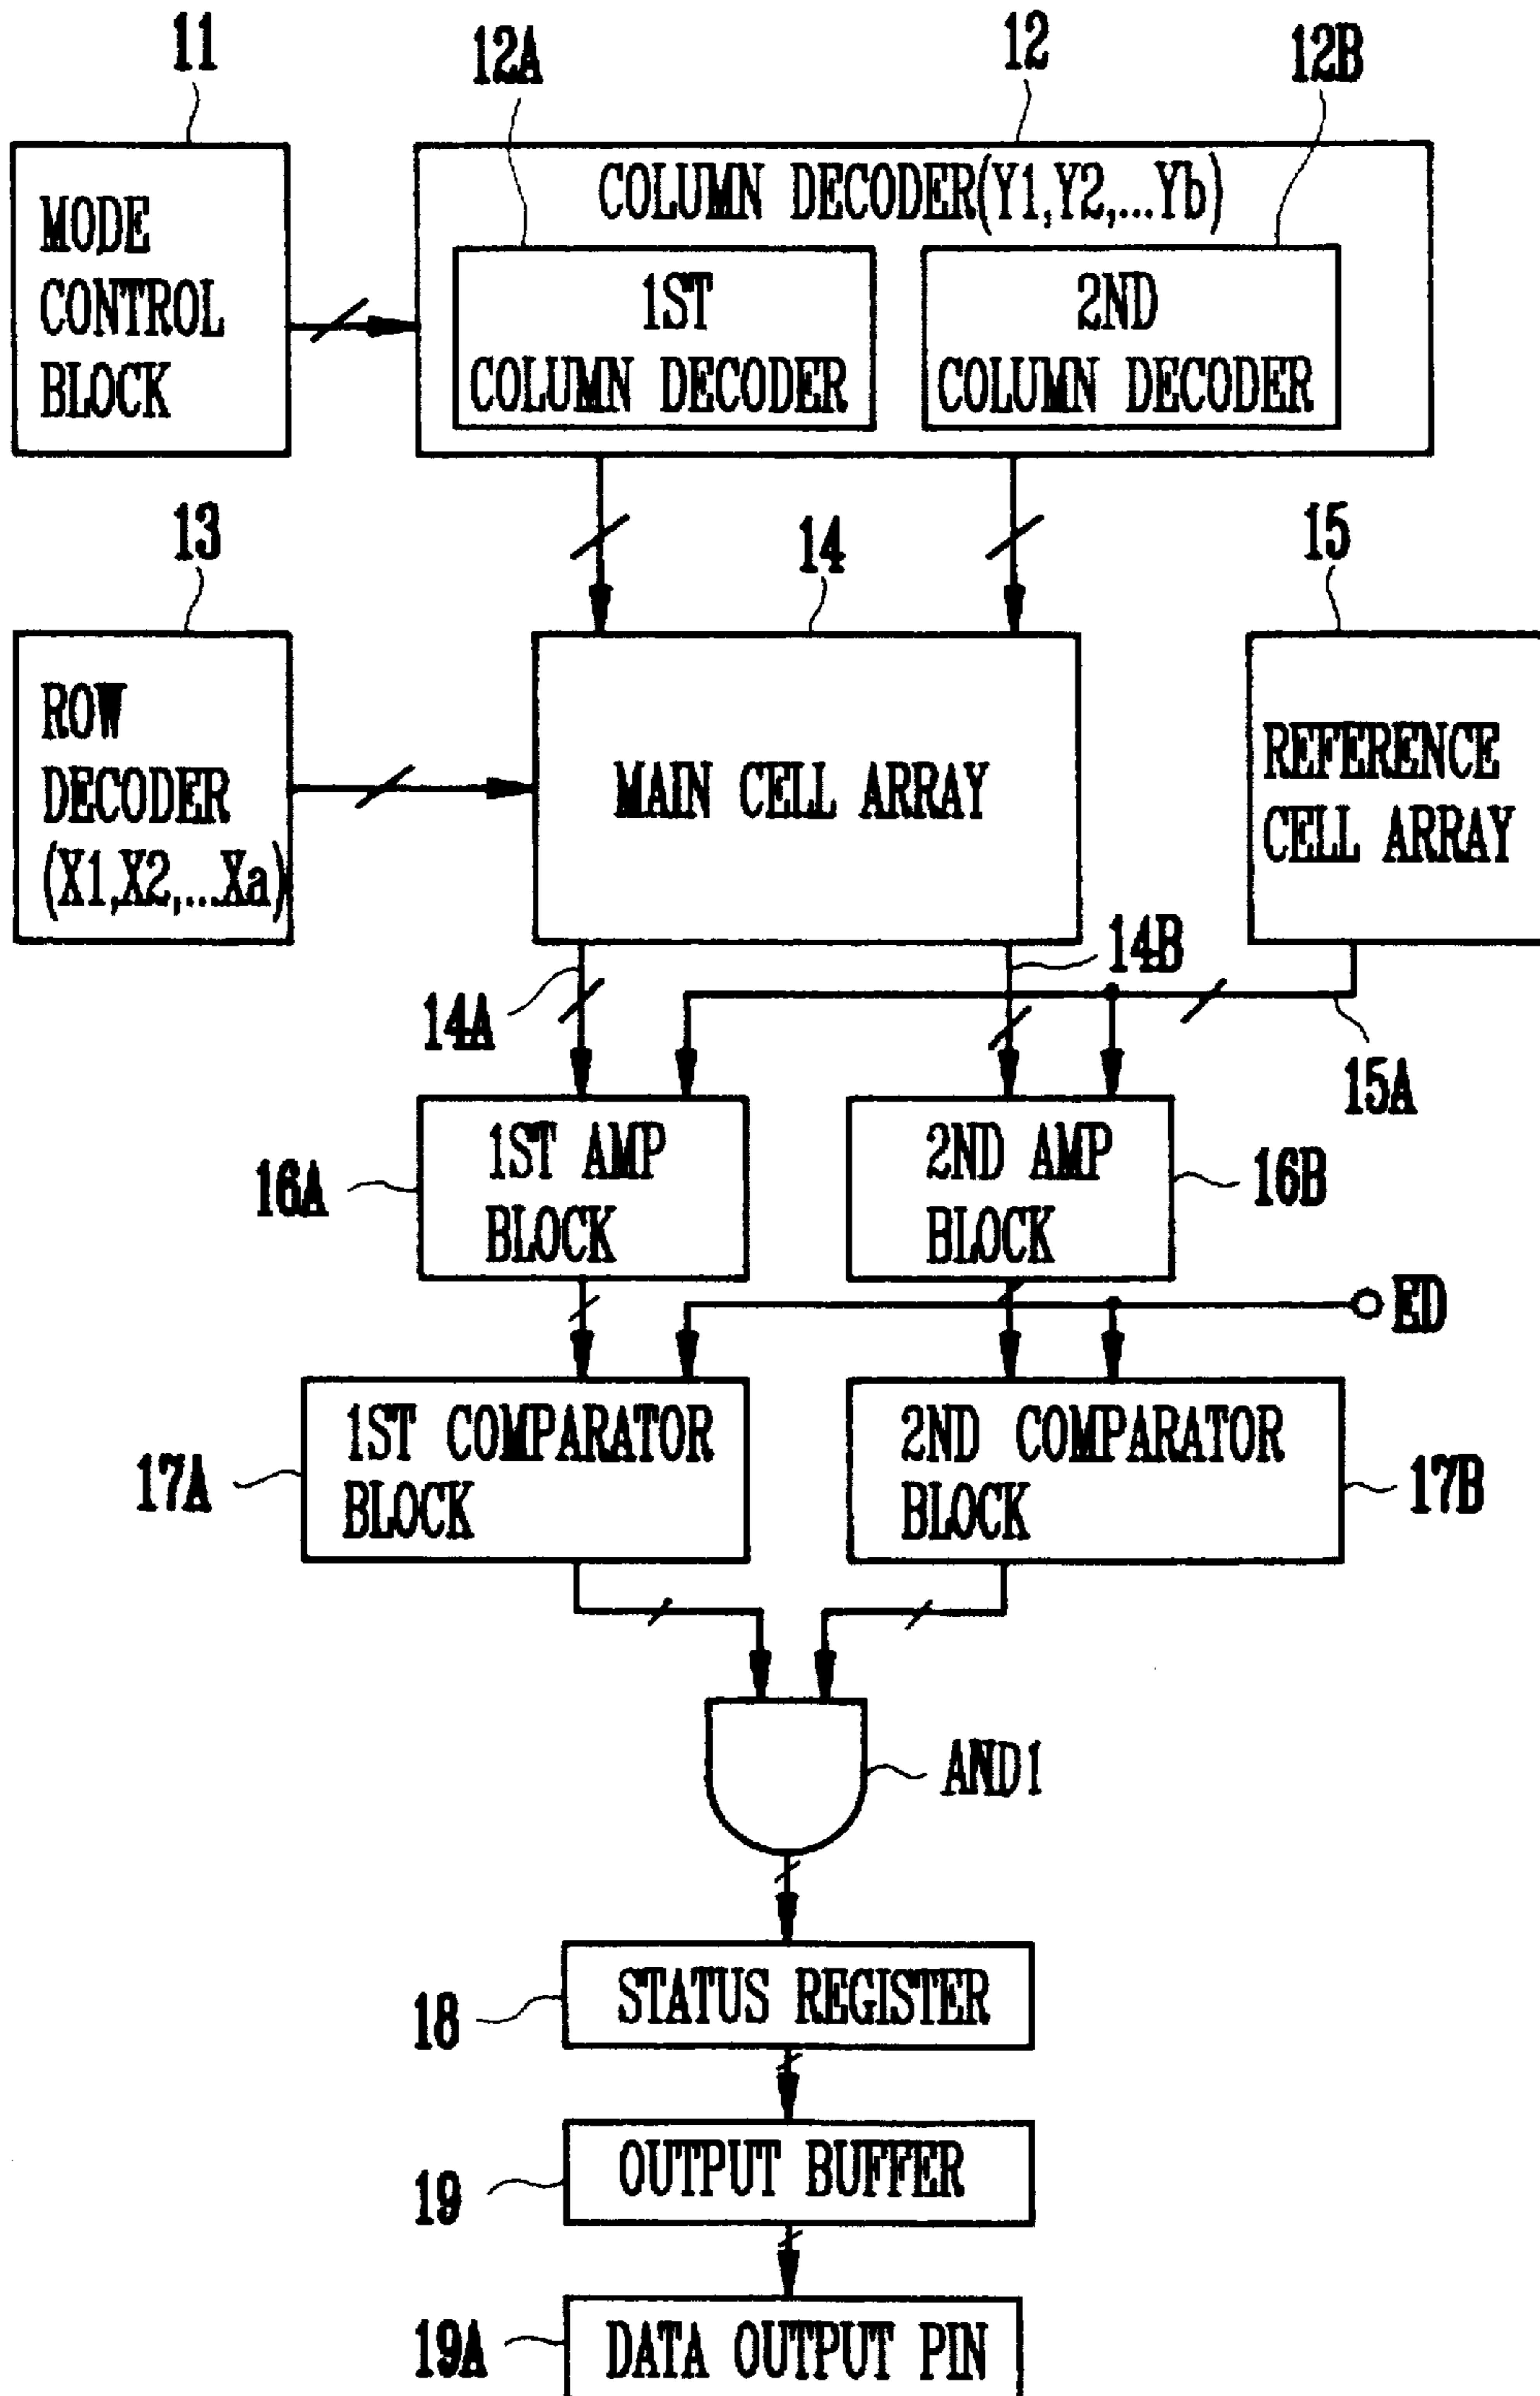 11
12A
12
12B
MODE
CONTROL
BLOCK
COLUMN DECODER(Y1,Y2,...Yb)
1ST
COLUMN DECODER
2ND
COLUMN DECODER
13
14
15
ROW
DECODER
(X1,X2,...Xa)
MAIN CELL ARRAY
REFERENCE
CELL ARRAY
14A
14B
15A
16A
1ST AMP
BLOCK
2ND AMP
BLOCK
16B
ED
17A
1ST COMPARATOR
BLOCK
2ND COMPARATOR
BLOCK
17B
AND1
18
STATUS REGISTER
19
OUTPUT BUFFER
19A
DATA OUTPUT PIN